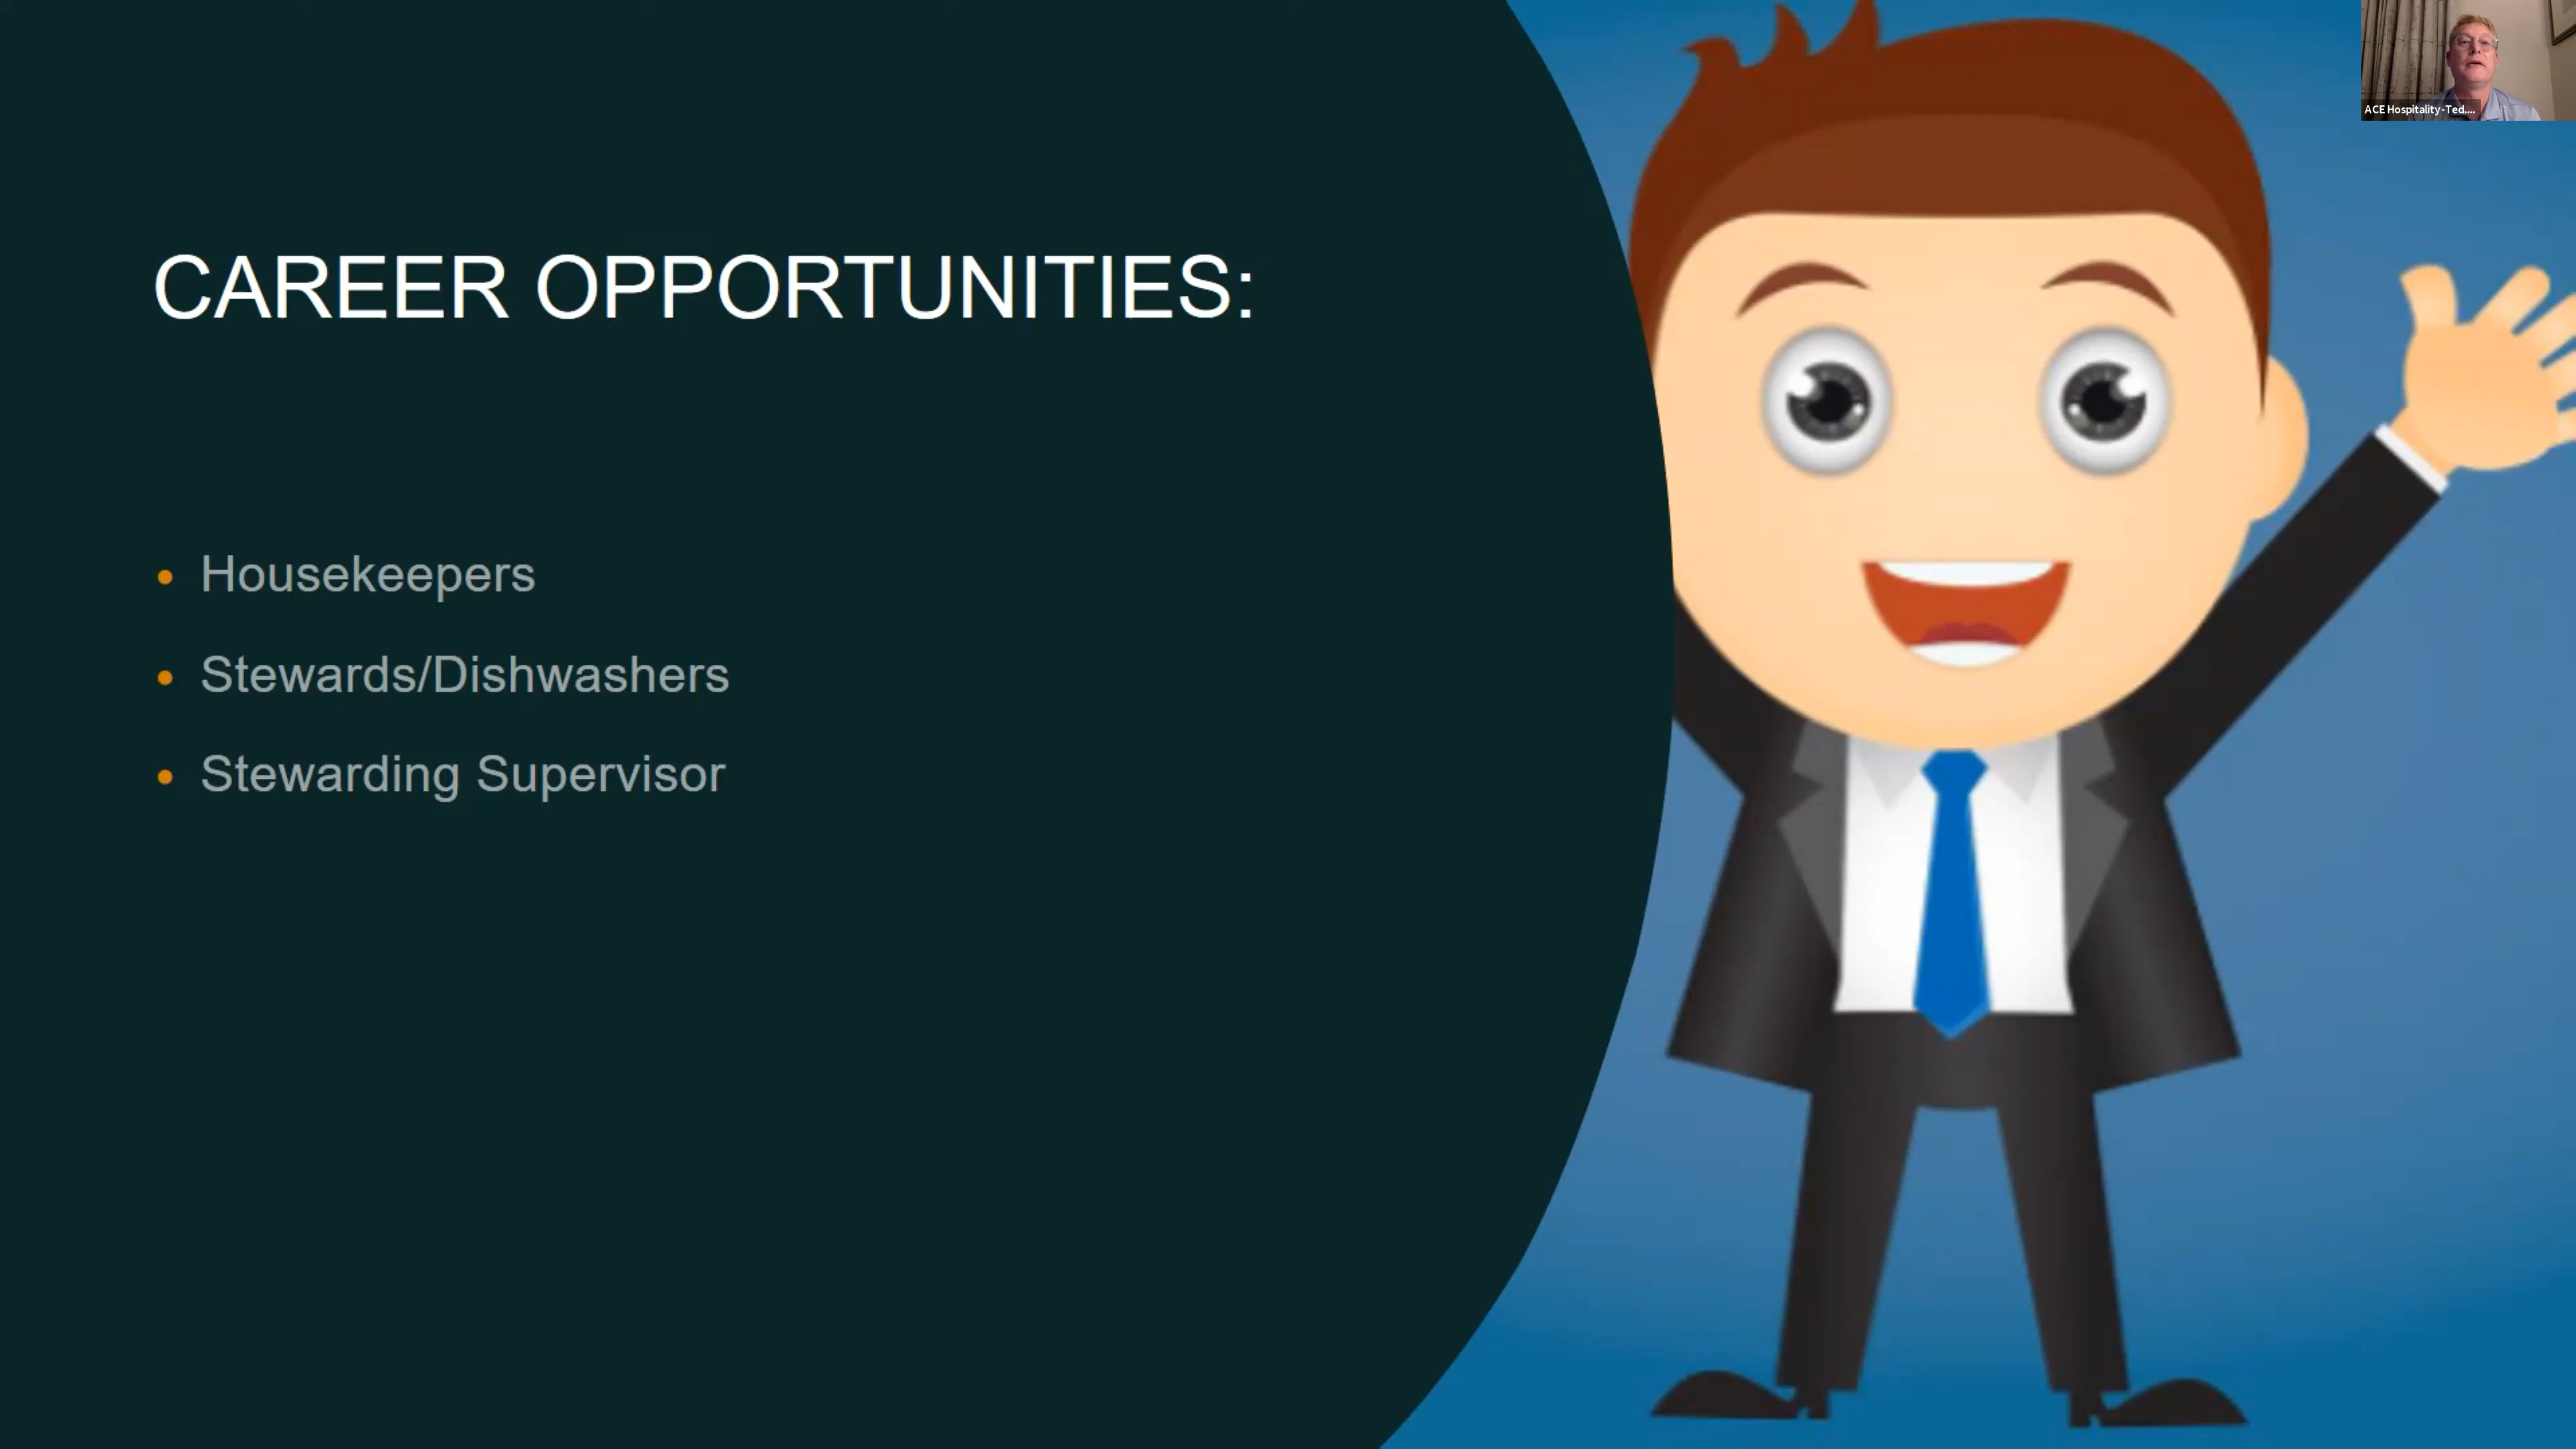 ACE Hospitality-Ted....
CAREER OPPORTUNITIES:
• Housekeepers
• Stewards/Dishwashers
• Stewarding Supervisor